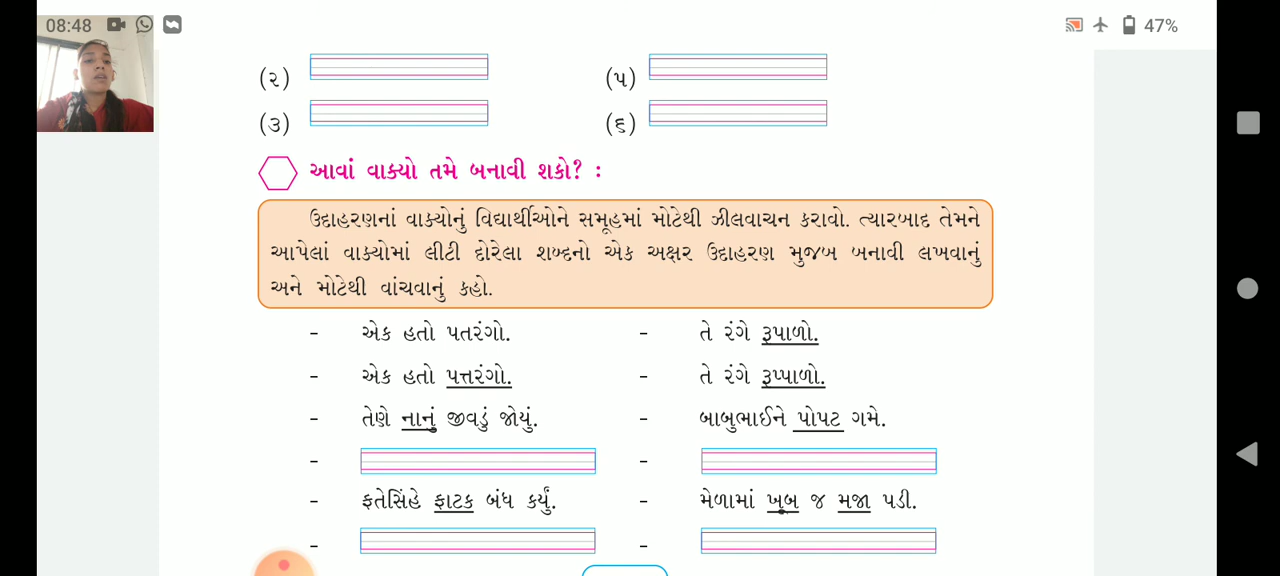 08:48
47%
(૨)
(૫)
(૩)
(૬)
આવાં વાક્યો તમે બનાવી શકો? :
ઉદાહરણનાં વાક્યોનું વિદ્યાર્થીઓને સમૂહમાં મોટેથી ઝીલવાચન કરાવો. ત્યારબાદ તેમને
આપેલાં વાક્યોમાં લીટી દોરેલા શબ્દનો એક અક્ષર ઉદાહરણ મુજબ બનાવી લખવાનું
અને મોટેથી વાંચવાનું કહો.
- એક હતો પતરંગો.
- તે રંગે રૂપાળો.
- એક હતો પત્તરંગો.
- તે રંગે રૂપ્પાળો.
- તેણે નાનું જીવડું જોયું.
- બાબુભાઈને પોપટ ગમે.
-
-
- ફતેસિંહે ફાટક બંધ કર્યું.
- મેળામાં ખૂબ જ મજા પડી.
-
-